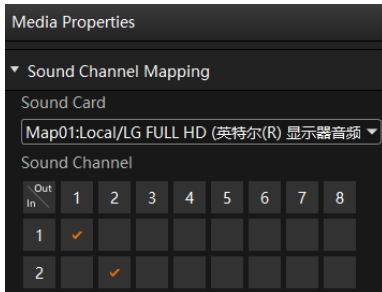 Media Properties
Sound Channel Mapping
Sound Card
Map01:Local/LG FULL HD (英特尔(R) 显示器音频
Sound Channel
Out
In
1 2 3 4 5 6 7 8
1
2